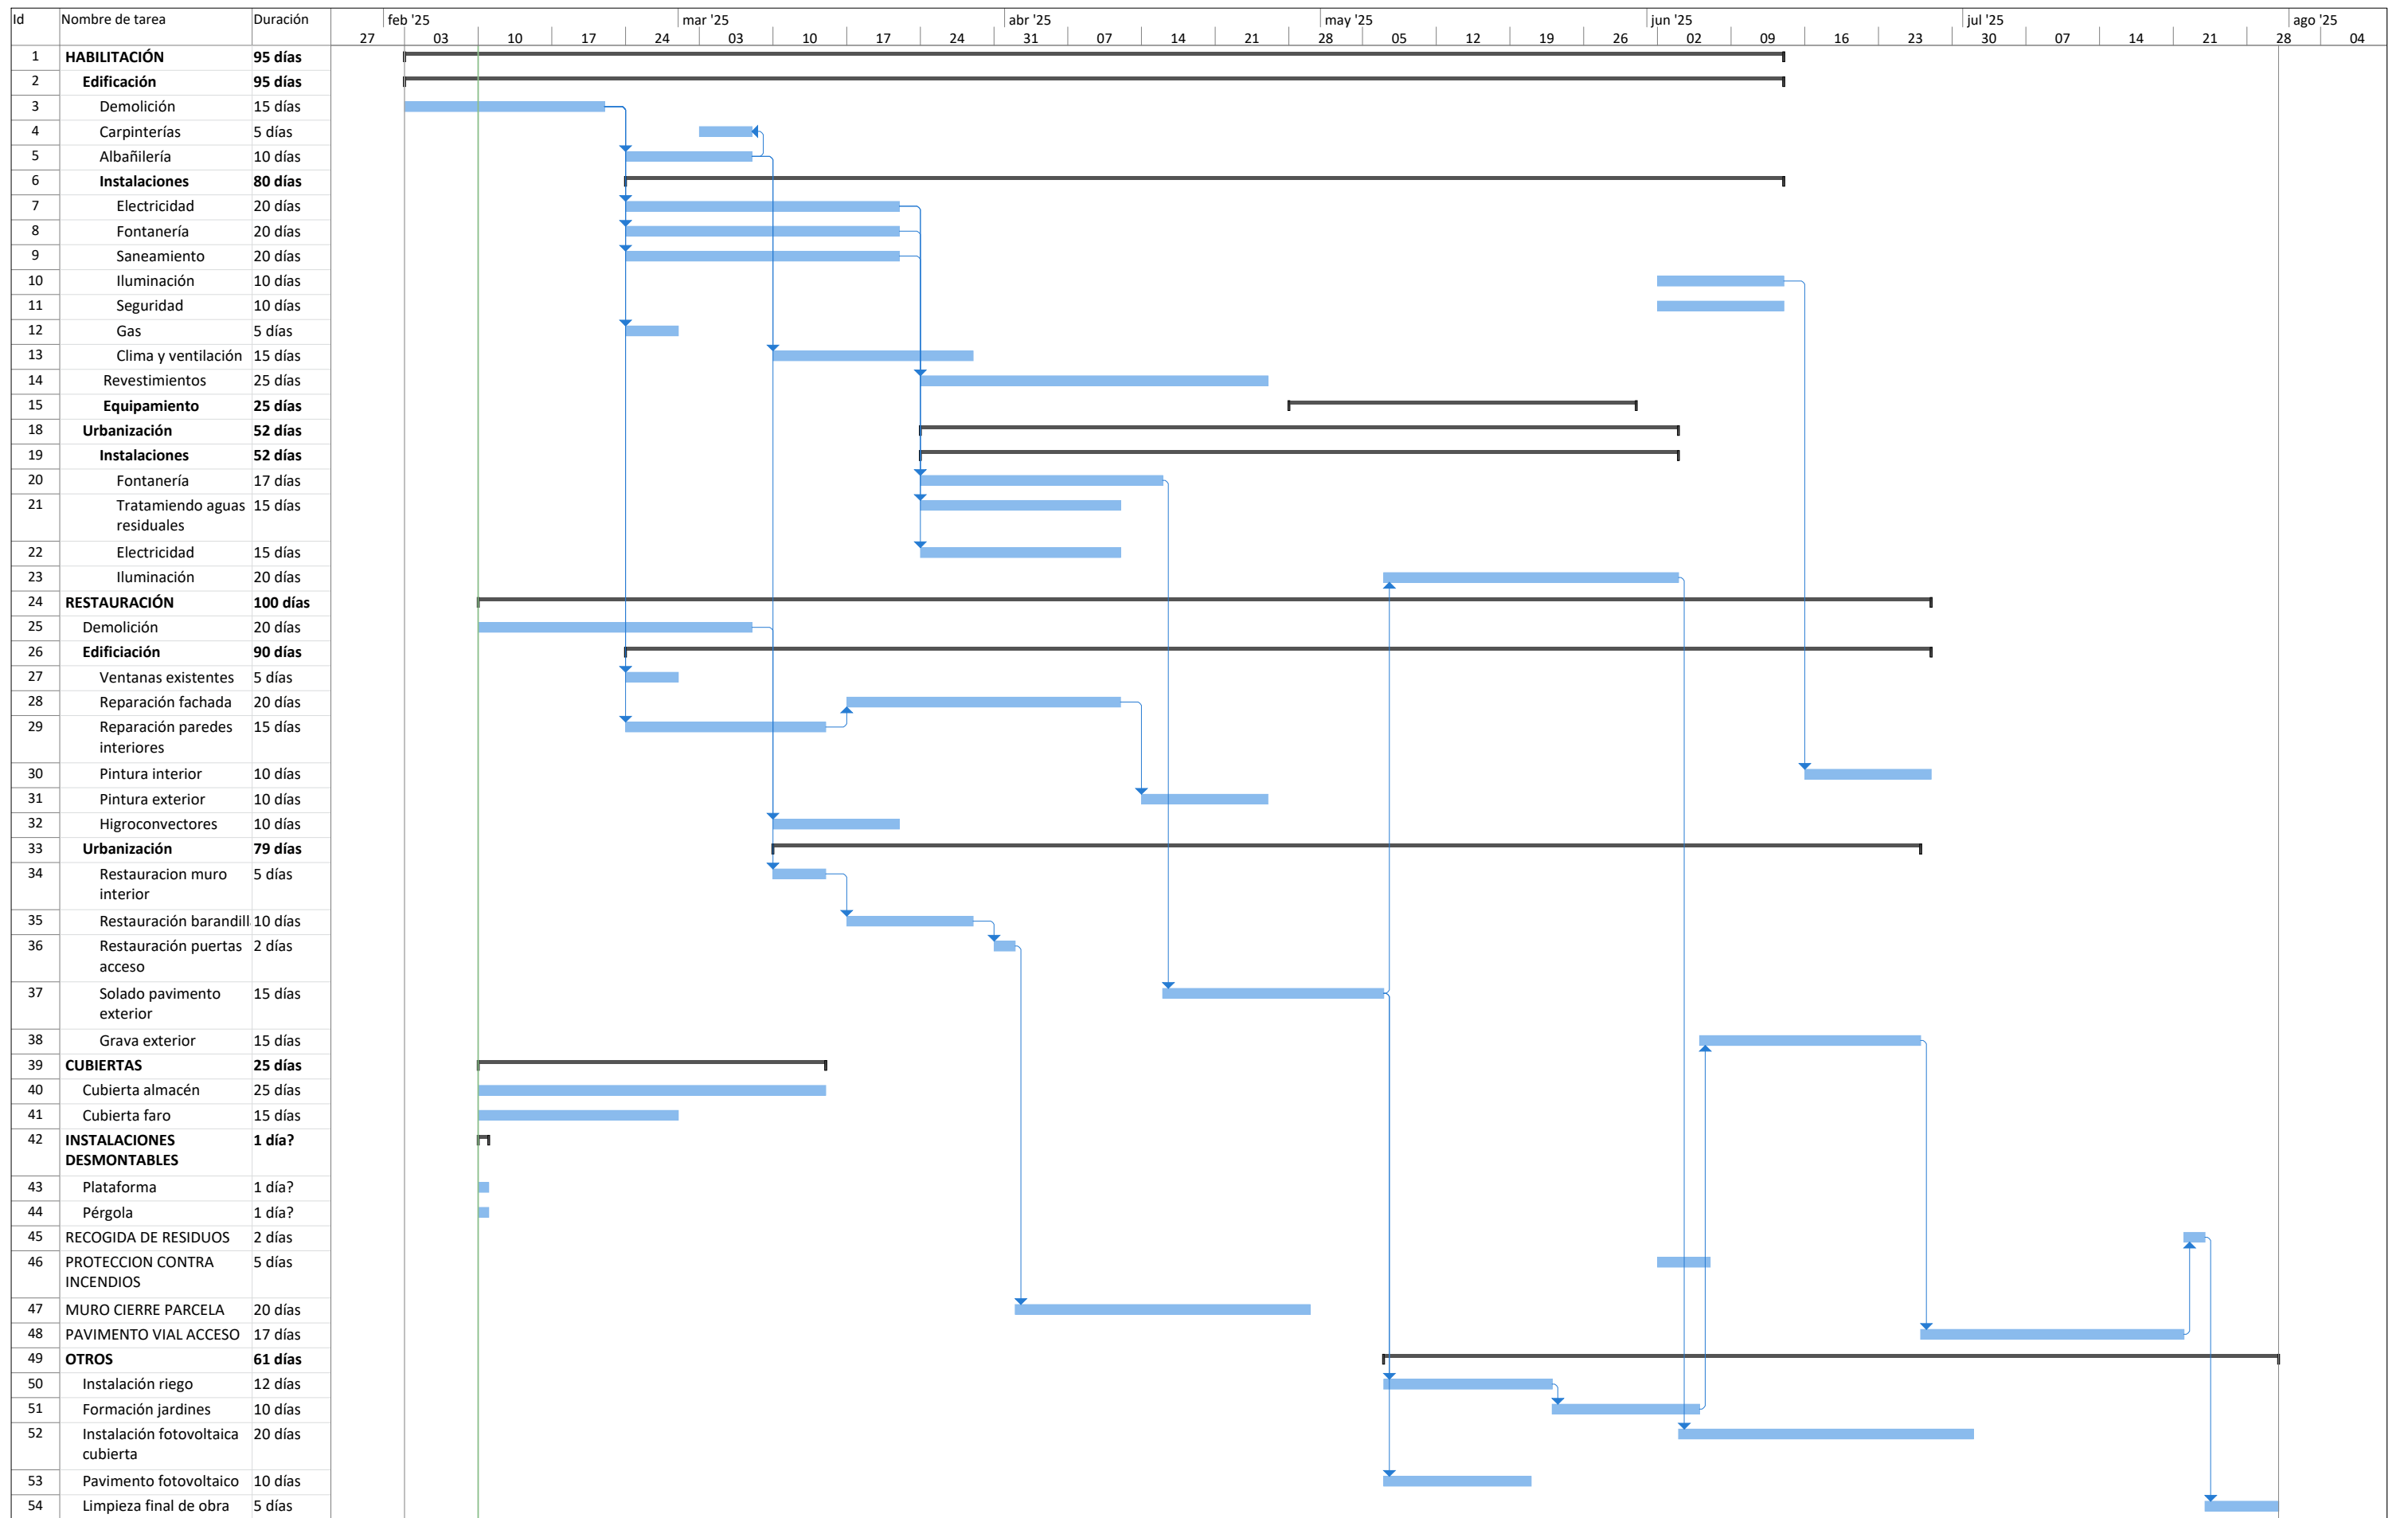 Id Nombre de tarea Duración feb '25 mar '25 abr '25 may '25 jun '25 jul '25 ago '25
27 03 10 17 24 03 10 17 24 31 07 14 21 28 05 12 19 26 02 09 16 23 30 07 14 21 28 04
1 HABILITACIÓN 95 días
2 Edificación 95 días
3 Demolición 15 días
4 Carpinterías 5 días
5 Albañilería 10 días
6 Instalaciones 80 días
7 Electricidad 20 días
8 Fontanería 20 días
9 Saneamiento 20 días
10 Iluminación 10 días
11 Seguridad 10 días
12 Gas 5 días
13 Clima y ventilación 15 días
14 Revestimientos 25 días
15 Equipamiento 25 días
18 Urbanización 52 días
19 Instalaciones 52 días
20 Fontanería 17 días
21 Tratamiendo aguas 15 días
residuales
22 Electricidad 15 días
23 Iluminación 20 días
24 RESTAURACIÓN 100 días
25 Demolición 20 días
26 Edificiación 90 días
27 Ventanas existentes 5 días
28 Reparación fachada 20 días
29 Reparación paredes 15 días
interiores
30 Pintura interior 10 días
31 Pintura exterior 10 días
32 Higroconvectores 10 días
33 Urbanización 79 días
34 Restauracion muro 5 días
interior
35 Restauración barandill 10 días
36 Restauración puertas 2 días
acceso
37 Solado pavimento 15 días
exterior
38 Grava exterior 15 días
39 CUBIERTAS 25 días
40 Cubierta almacén 25 días
41 Cubierta faro 15 días
42 INSTALACIONES 1 día?
DESMONTABLES
43 Plataforma 1 día?
44 Pérgola 1 día?
45 RECOGIDA DE RESIDUOS 2 días
46 PROTECCION CONTRA 5 días
INCENDIOS
47 MURO CIERRE PARCELA 20 días
48 PAVIMENTO VIAL ACCESO 17 días
49 OTROS 61 días
50 Instalación riego 12 días
51 Formación jardines 10 días
52 Instalación fotovoltaica 20 días
cubierta
53 Pavimento fotovoltaico 10 días
54 Limpieza final de obra 5 días